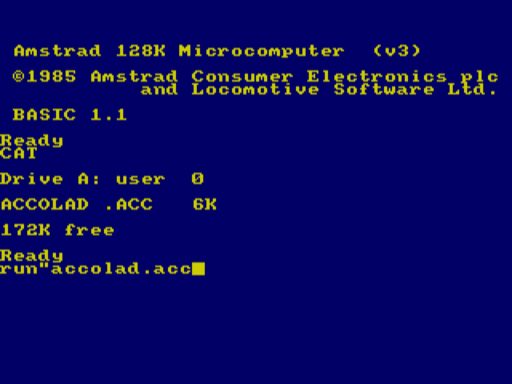 Amstrad 128K Microcomputer (v3)
©1985 Amstrad Consumer Electronics plc
and Locomotive Software Ltd.
BASIC 1.1
Ready
CAT
Drive A: user 0
ACCOLAD .ACC 6K
172K free
Ready
run"accolad.acc